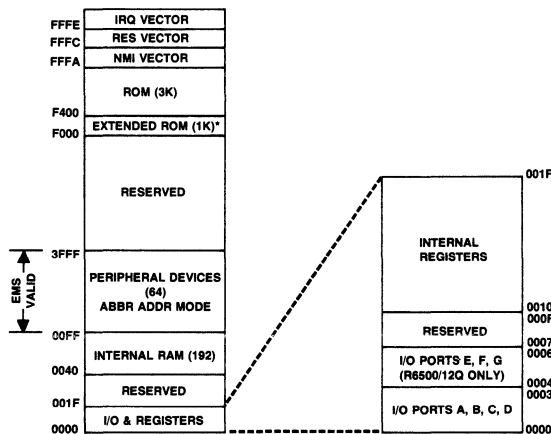 FFFE
IRQ VECTOR
FFFC
RES VECTOR
FFFA
NMI VECTOR
ROM (3K)
F400
EXTENDED ROM (1K)*
F000
RESERVED
3FFF
EMS
VALID
PERIPHERAL DEVICES
(64)
ABBR ADDR MODE
00FF
INTERNAL RAM (192)
0040
RESERVED
001F
I/O & REGISTERS
0000
001F
INTERNAL
REGISTERS
0010
000F
RESERVED
0007
0006
I/O PORTS E, F, G
(R6500/12Q ONLY)
0004
0003
I/O PORTS A, B, C, D
0000